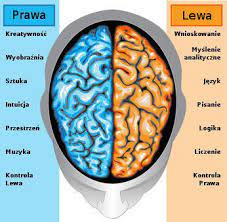 Prawa
Kreatywność
Wyobraźnia
Sztuka
Intuicja
Przestrzeń
Muzyka
Kontrola
Lewa
Lewa
Wnioskowanie
Myślenie
analityczne
Język
Pisanie
Logika
Liczenie
Kontrola
Prawa